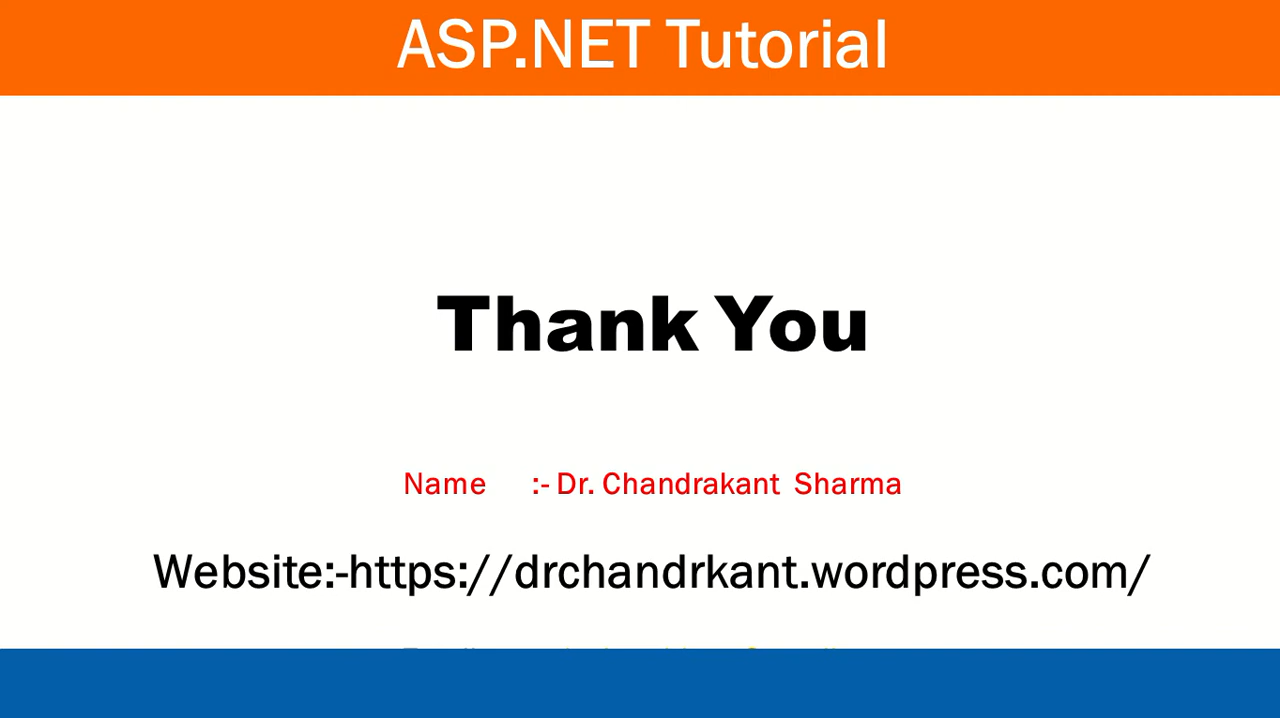 ASP.NET Tutorial
Thank You
Name :- Dr. Chandrakant Sharma
Website:-https://drchandrkant.wordpress.com/